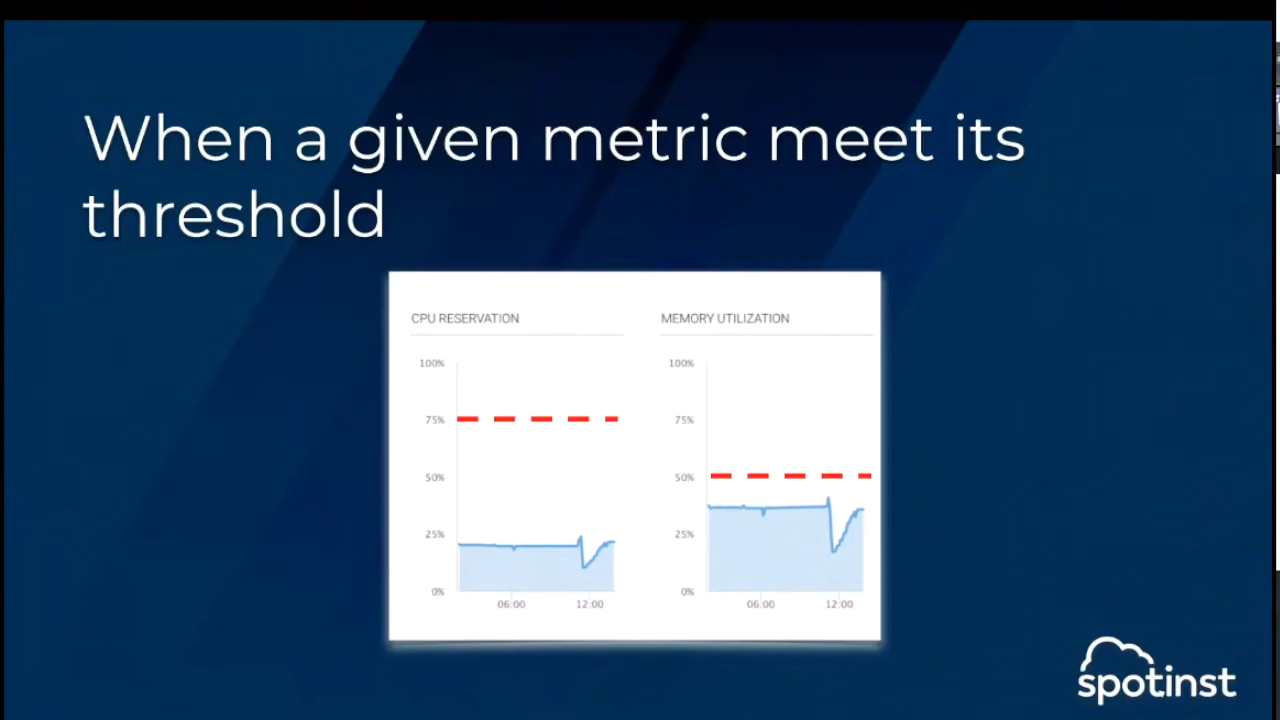 When a given metric meet its
threshold
CPU RESERVATION
100%
75%
50%
25%
0%
06:00 12:00
MEMORY UTILIZATION
100%
75%
50%
25%
0%
06:00 12:00
spotinst